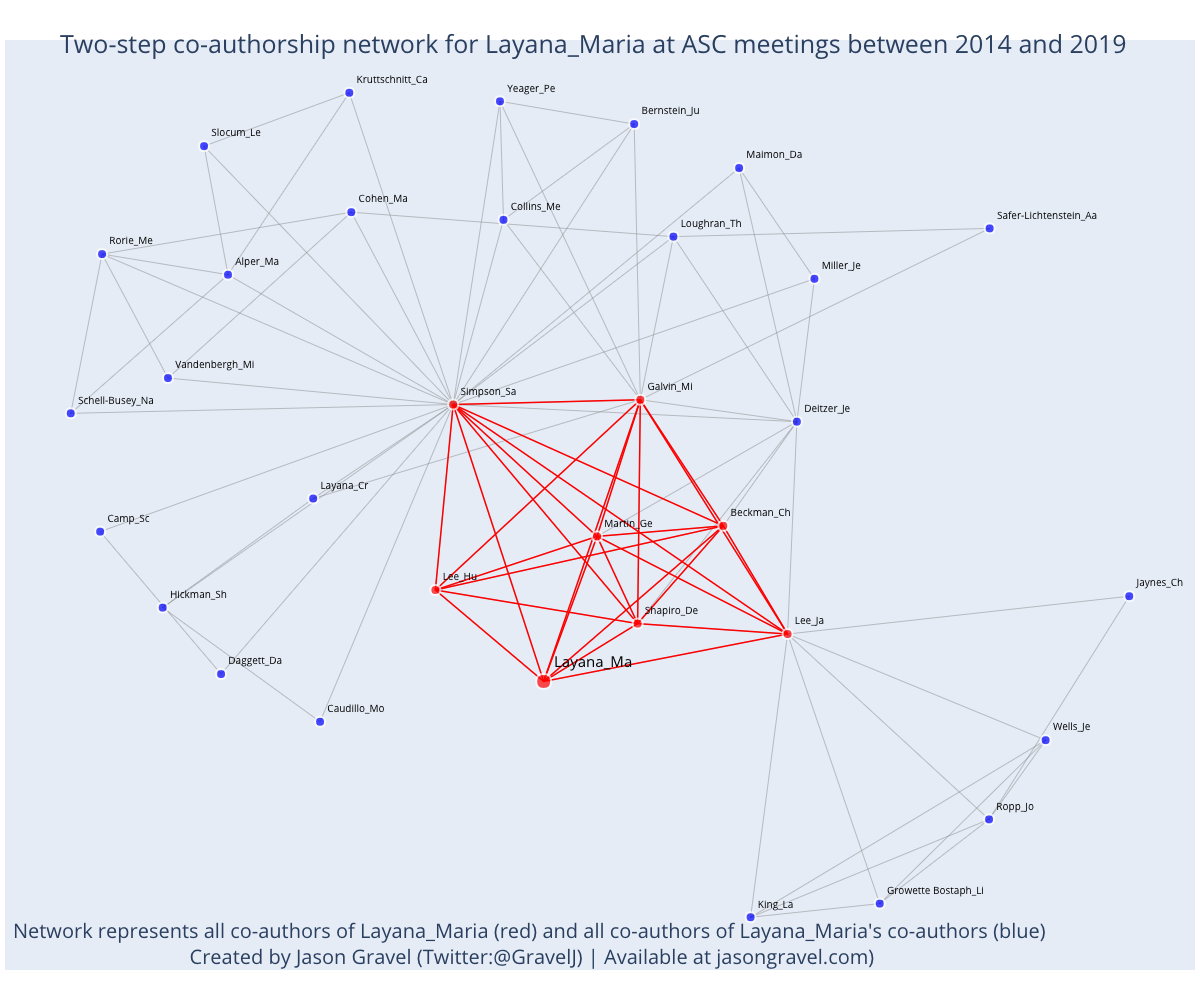 Two-step co-authorship network for Layana_Maria at ASC meetings between 2014 and 2019
Kruttschnitt_Ca
Yeager_Pe
Bernstein_Ju
Slocum_Le
Maimon_Da
Cohen_Ma
Collins_Me
Safer-Lichtenstein_Aa
Loughran_Th
Rorie_Me
Alper_Ma
Miller_Je
Vandenbergh_Mi
Simpson_Sa
Galvin_Mi
Schell-Busey_Na
Deitzer_Je
Layana_Cr
Beckman_Ch
Camp_Sc
Martin_Ge
Lee_Hu
Jaynes_Ch
Hickman_Sh
Shapiro_De
Lee_Ja
Daggett_Da
Layana_Ma
Caudillo_Mo
Wells_Je
Ropp_Jo
Growette Bostaph_Li
King_La
Network represents all co-authors of Layana_Maria (red) and all co-authors of Layana_Maria's co-authors (blue)
Created by Jason Gravel (Twitter:@GravelJ) | Available at jasongravel.com)